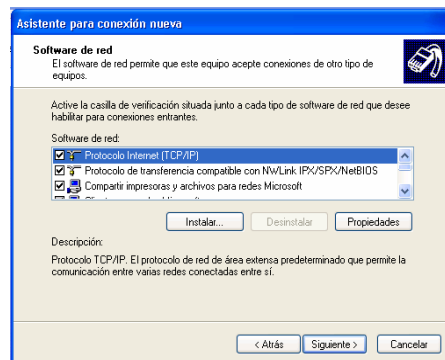 Asistente para conexión nueva
Software de red
El software de red permite que este equipo acepte conexiones de otro tipo de
equipos.
Active la casilla de verificación situada junto a cada tipo de software de red que desee
habilitar para conexiones entrantes.
Software de red:
Protocolo Internet (TCP/IP)
Protocolo de transferencia compatible con NWLink IPX/SPX/NetBIOS
Compartir impresoras y archivos para redes Microsoft
Instalar... Desinstalar Propiedades
Descripción:
Protocolo TCP/IP. El protocolo de red de área extensa predeterminado que permite la
comunicación entre varias redes conectadas entre sí.
< Atrás Siguiente > Cancelar